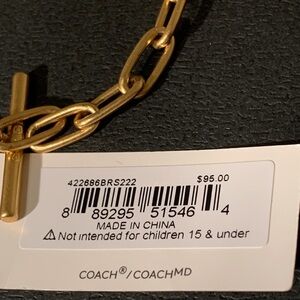 422686BRS222 $95.00
8 89295 51546 4
MADE IN CHINA
⚠ Not intended for children 15 & under
COACH®/COACHMD